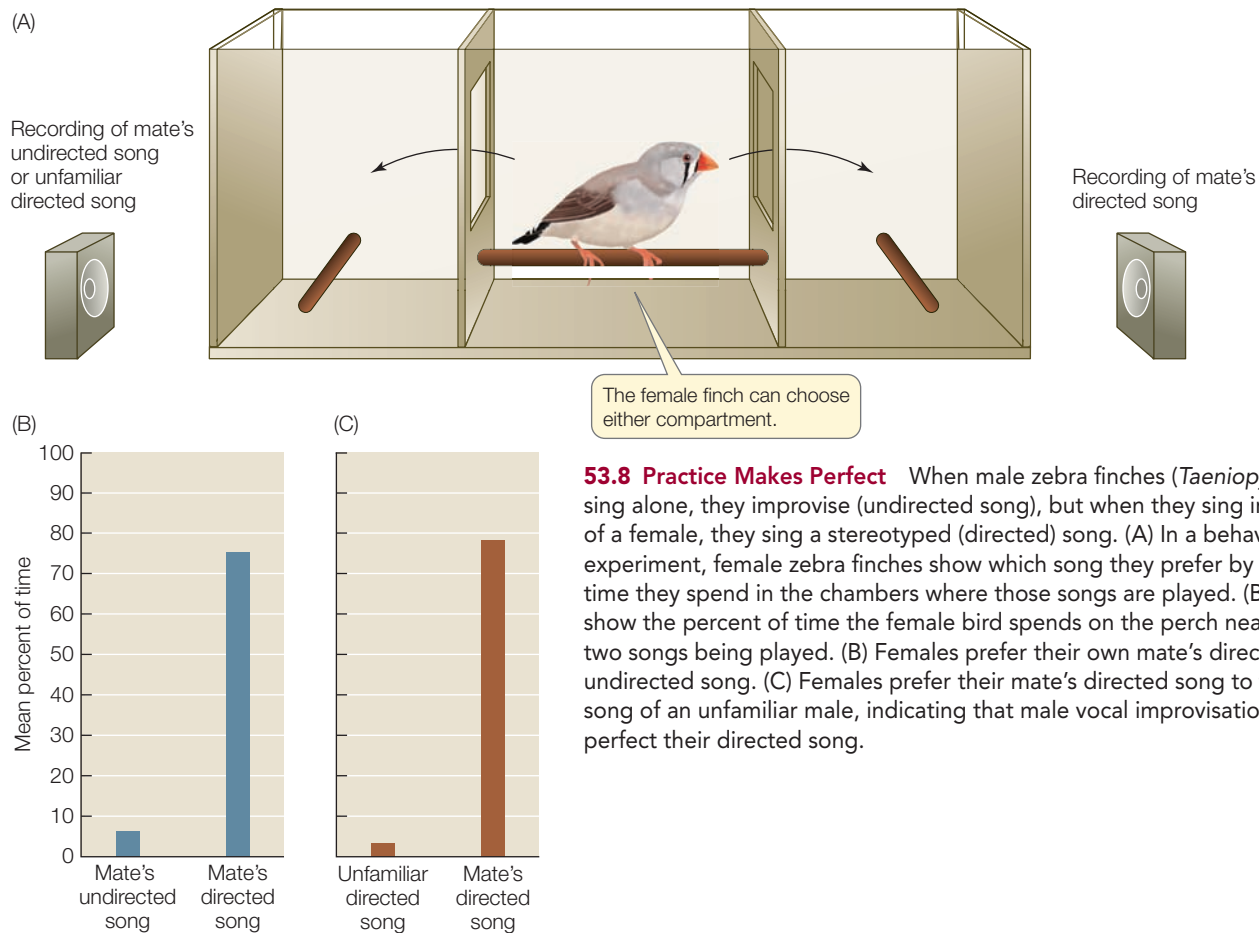 (A)
Recording of mate's
undirected song
or unfamiliar
directed song
Recording of mate's
directed song
The female finch can choose
either compartment.
(B)
(C)
Mean percent of time
100
90
80
70
60
50
40
30
20
10
0
Mate's
undirected
song
Mate's
directed
song
Unfamiliar
directed
song
Mate's
directed
song
53.8 Practice Makes Perfect When male zebra finches (
sing alone, they improvise (undirected song), but when they sing
of a female, they sing a stereotyped (directed) song. (A) In a
experiment, female zebra finches show which song they prefer by
time they spend in the chambers where those songs are played.
show the percent of time the female bird spends on the perch
two songs being played. (B) Females prefer their own mate's
undirected song. (C) Females prefer their mate's directed song to
song of an unfamiliar male, indicating that male vocal
perfect their directed song.